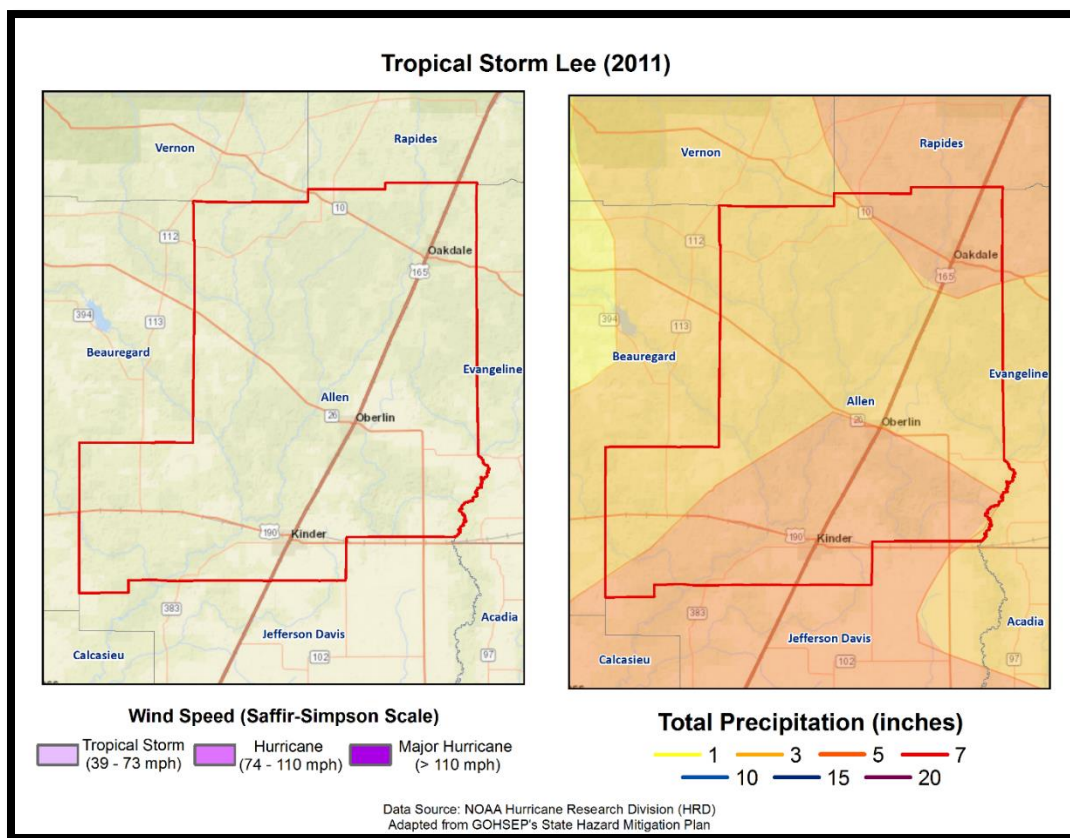 Tropical Storm Lee (2011)
Vernon
Rapides
10
112
Oakdale
165
394
113
Beauregard
Evangeline
Allen
26
Oberlin
190
Kinder
383
Acadia
Jefferson Davis
Calcasieu
102
97
Vernon
Rapides
10
112
Oakdale
165
394
113
Beauregard
Evangeline
Allen
26
Oberlin
190
Kinder
383
Acadia
Jefferson Davis
Calcasieu
102
97
Wind Speed (Saffir-Simpson Scale)
Tropical Storm
(39 - 73 mph)
Hurricane
(74 - 110 mph)
Major Hurricane
(> 110 mph)
Total Precipitation (inches)
1 3 5 7
10 15 20
Data Source: NOAA Hurricane Research Division (HRD)
Adapted from GOHSEP's State Hazard Mitigation Plan